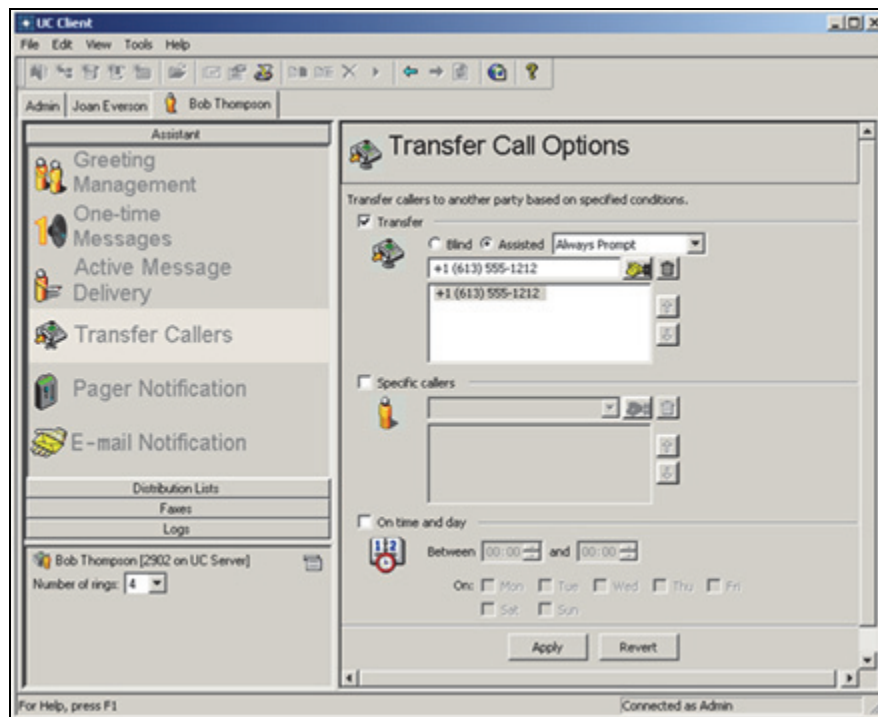 UC Client
File Edit View Tools Help
Admin Joan Everson Bob Thompson
Assistant
Greeting
Management
One-time
Messages
Active Message
Delivery
Transfer Callers
Pager Notification
E-mail Notification
Distribution Lists
Faxes
Logs
Bob Thompson [2902 on UC Server]
Number of rings: 4
Transfer Call Options
Transfer callers to another party based on specified conditions.
Transfer
Blind Assisted Always Prompt
+1 (613) 555-1212
+1 (613) 555-1212
Specific callers
On time and day
12
Between 00:00 and 00:00
On: Mon Tue Wed Thu Fri
Sat Sun
Apply Revert
For Help, press F1 Connected as Admin